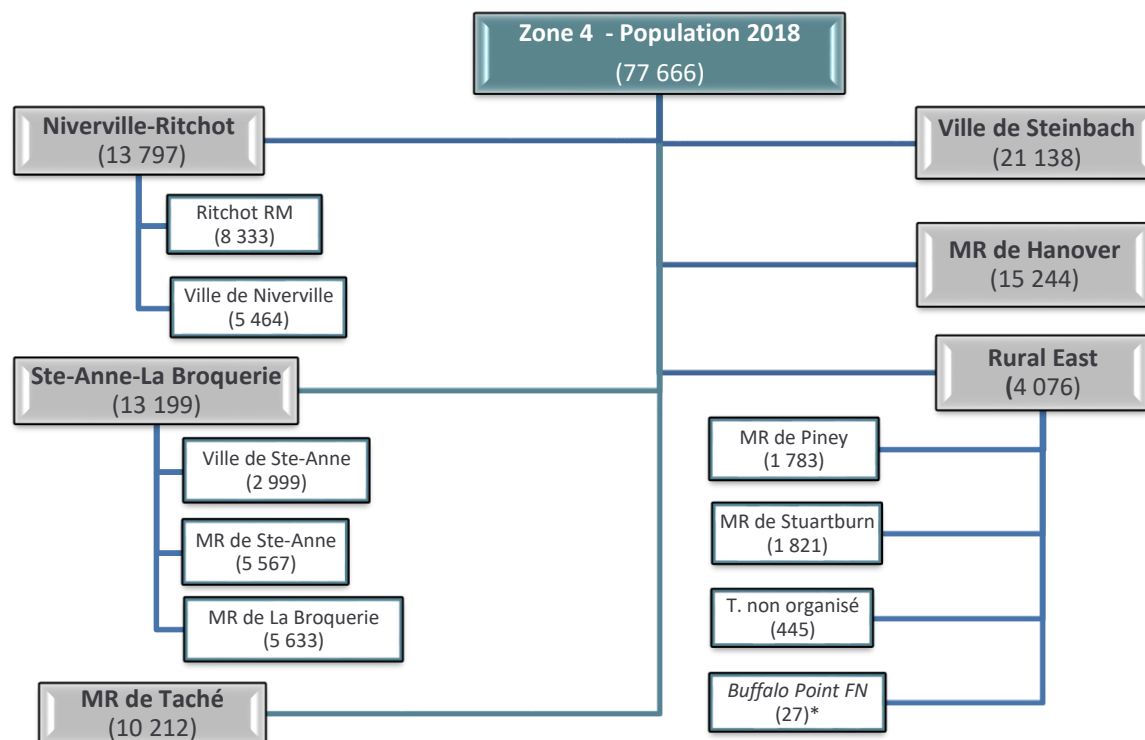 Zone 4  - Population 2018
(77 666)
Niverville-Ritchot
(13 797)
Ritchot RM
(8 333)
Ville de Niverville
(5 464)
Ste-Anne-La Broquerie
(13 199)
Ville de Ste-Anne
(2 999)
MR de Ste-Anne
(5 567)
MR de La Broquerie
(5 633)
MR de Taché
(10 212)
Ville de Steinbach
(21 138)
MR de Hanover
(15 244)
Rural East
(4 076)
MR de Piney
(1 783)
MR de Stuartburn
(1 821)
T. non organisé
(445)
Buffalo Point FN
(27)*